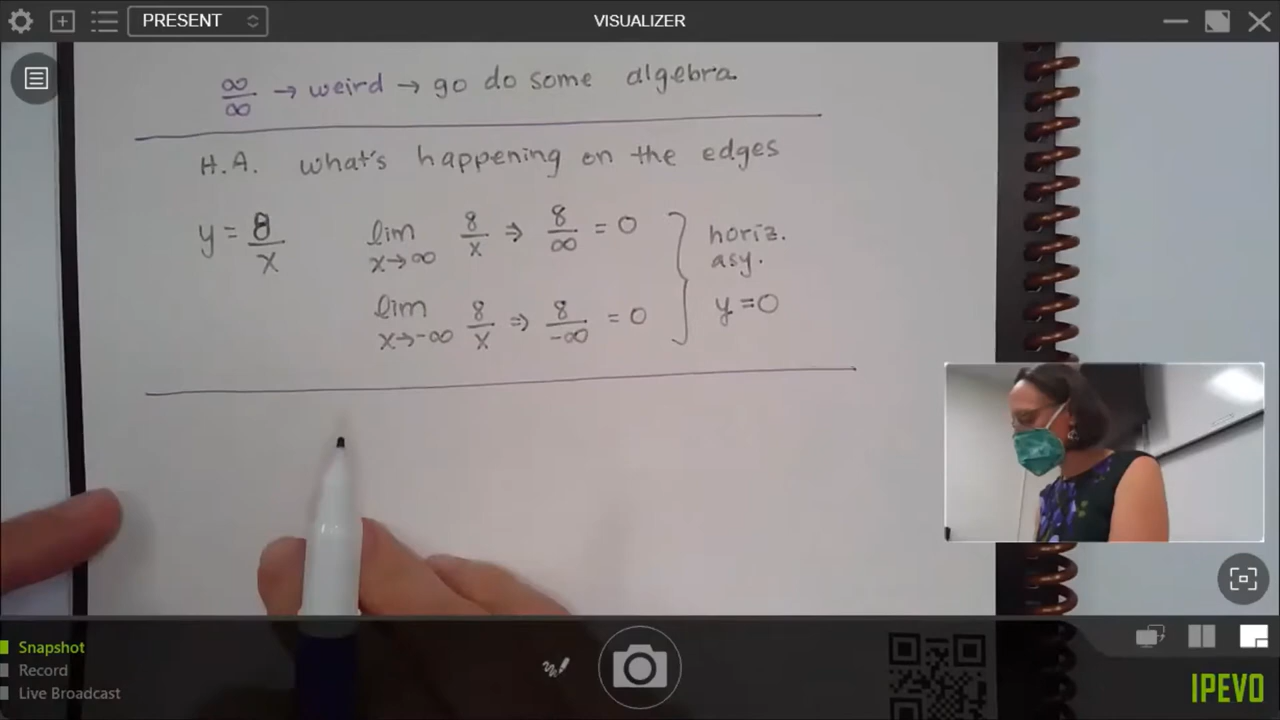 PRESENT
VISUALIZER
∞/∞ → weird → go do some algebra.
H.A. what's happening on the edges
y = 8/x lim x→∞ 8/x ⇒ 8/∞ = 0 } horiz. asy.
lim x→-∞ 8/x ⇒ 8/-∞ = 0 y=0
Snapshot
Record
Live Broadcast
IPEVO